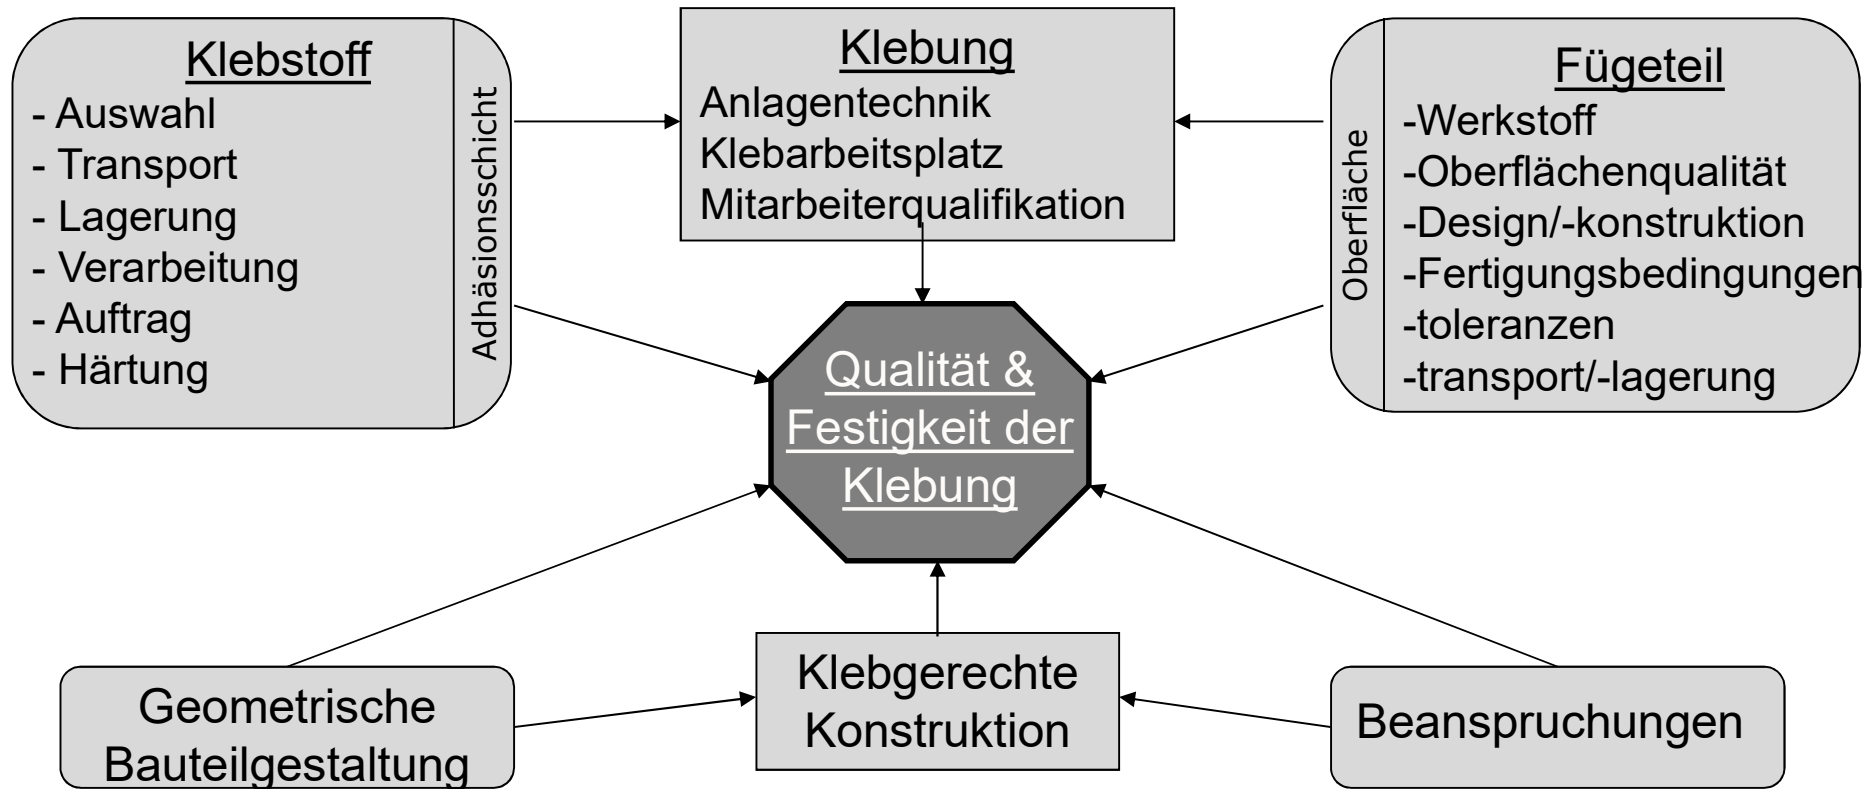 Klebstoff
- Auswahl
- Transport
- Lagerung
- Verarbeitung
- Auftrag
- Härtung
Adhäsionsschicht
Klebung
Anlagentechnik
Klebarbeitsplatz
Mitarbeiterqualifikation
Oberfläche
Fügeteil
-Werkstoff
-Oberflächenqualität
-Design/-konstruktion
-Fertigungsbedingungen
-toleranzen
-transport/-lagerung
Qualität &
Festigkeit der
Klebung
Geometrische
Bauteilgestaltung
Klebgerechte
Konstruktion
Beanspruchungen